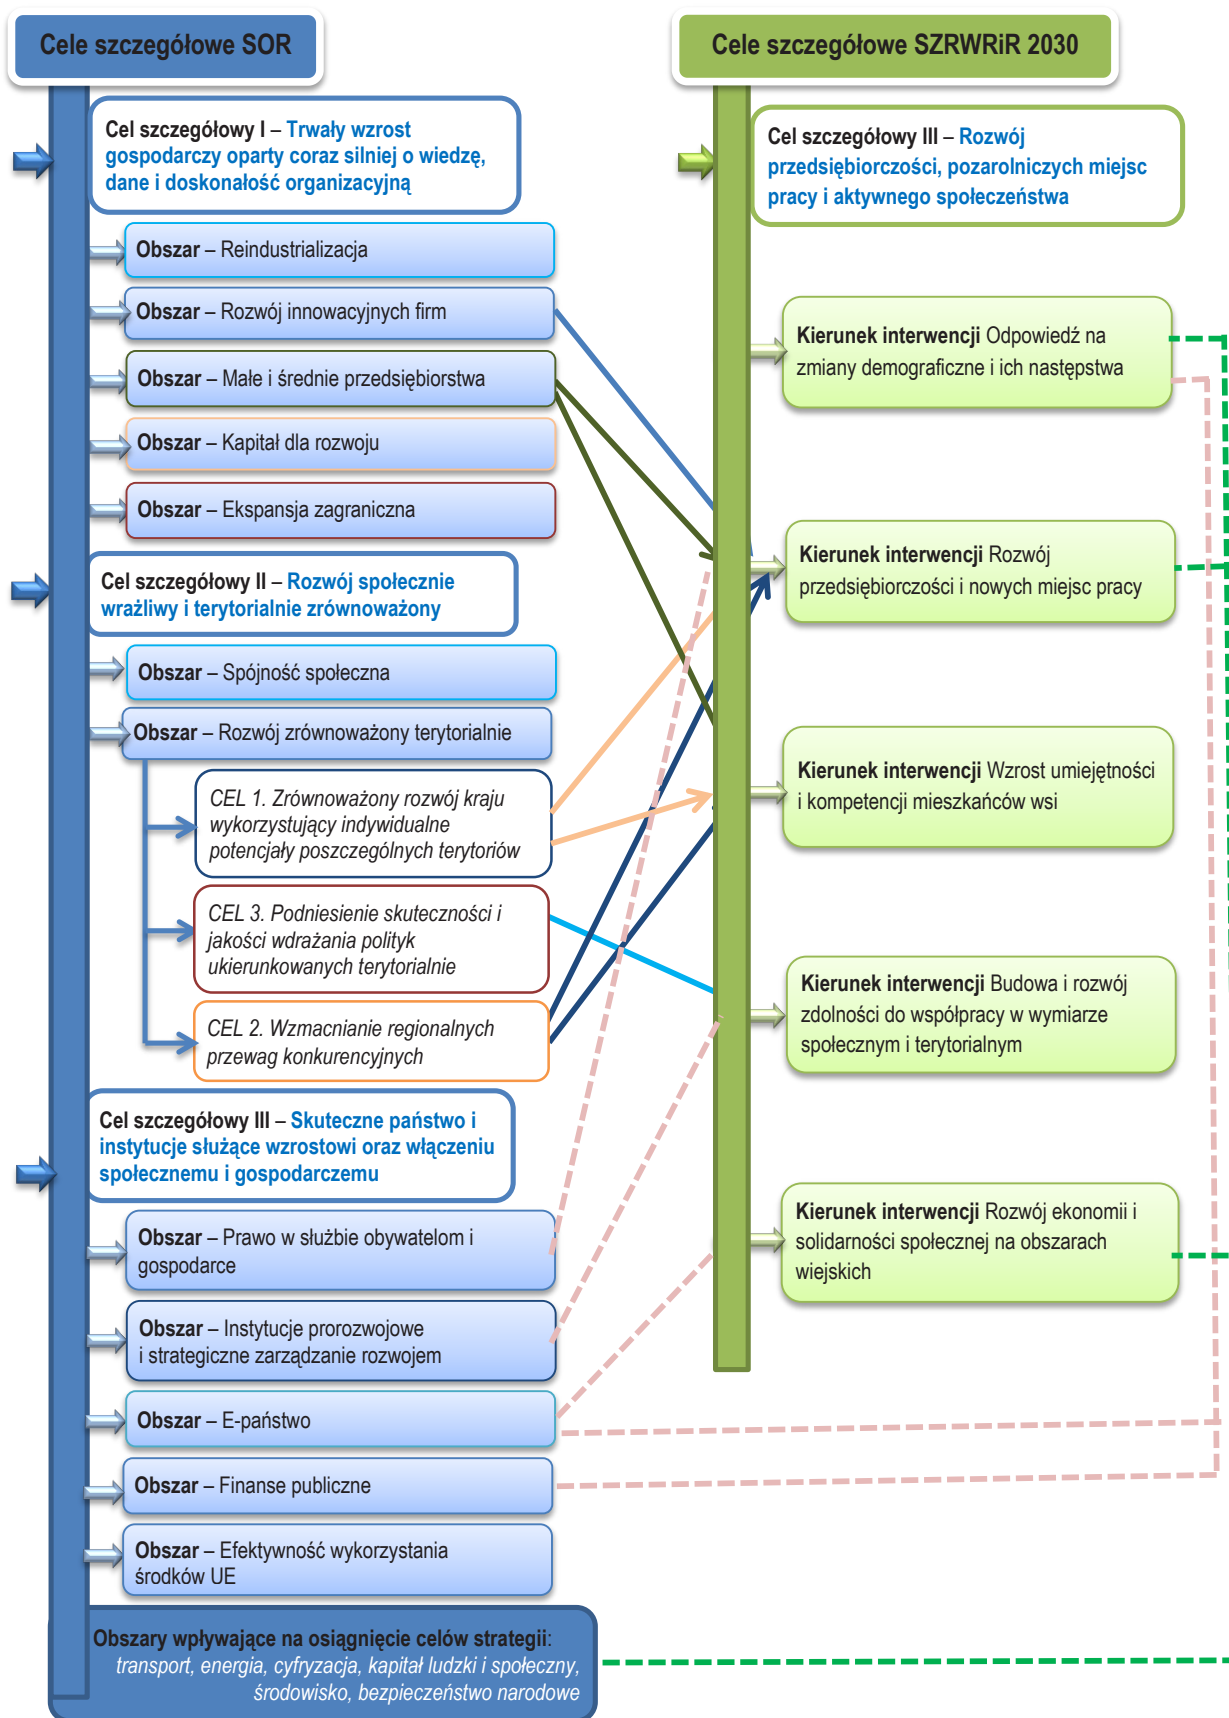 Cele szczegółowe SOR
Cel szczegółowy I – Trwały wzrost
gospodarczy oparty coraz silniej o wiedzę,
dane i doskonałość organizacyjną
Obszar – Reindustrializacja
Obszar – Rozwój innowacyjnych firm
Obszar – Małe i średnie przedsiębiorstwa
Obszar – Kapitał dla rozwoju
Obszar – Ekspansja zagraniczna
Cel szczegółowy II – Rozwój społecznie
wrażliwy i terytorialnie zrównoważony
Obszar – Spójność społeczna
Obszar – Rozwój zrównoważony terytorialnie
CEL 1. Zrównoważony rozwój kraju
wykorzystujący indywidualne
potencjały poszczególnych terytoriów
CEL 3. Podniesienie skuteczności i
jakości wdrażania polityk
ukierunkowanych terytorialnie
CEL 2. Wzmacnianie regionalnych
przewag konkurencyjnych
Cel szczegółowy III – Skuteczne państwo i
instytucje służące wzrostowi oraz włączeniu
społecznemu i gospodarczemu
Obszar – Prawo w służbie obywatelom i
gospodarce
Obszar – Instytucje prorozwojowe
i strategiczne zarządzanie rozwojem
Obszar – E-państwo
Obszar – Finanse publiczne
Obszar – Efektywność wykorzystania
środków UE
Obszary wpływające na osiągnięcie celów strategii:
transport, energia, cyfryzacja, kapitał ludzki i społeczny,
środowisko, bezpieczeństwo narodowe
Cele szczegółowe SZRWRiR 2030
Cel szczegółowy III – Rozwój
przedsiębiorczości, pozarolniczych miejsc
pracy i aktywnego społeczeństwa
Kierunek interwencji Odpowiedź na
zmiany demograficzne i ich następstwa
Kierunek interwencji Rozwój
przedsiębiorczości i nowych miejsc pracy
Kierunek interwencji Wzrost umiejętności
i kompetencji mieszkańców wsi
Kierunek interwencji Budowa i rozwój
zdolności do współpracy w wymiarze
społecznym i terytorialnym
Kierunek interwencji Rozwój ekonomii i
solidarności społecznej na obszarach
wiejskich